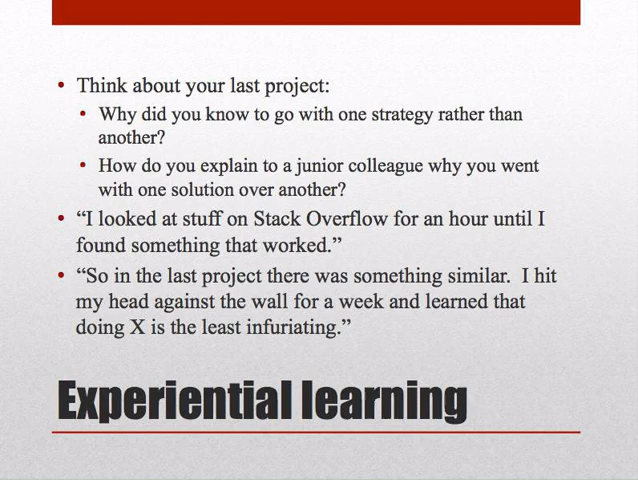 • Think about your last project:
• Why did you know to go with one strategy rather than
another?
• How do you explain to a junior colleague why you went
with one solution over another?
• “I looked at stuff on Stack Overflow for an hour until I
found something that worked.”
• “So in the last project there was something similar.  I hit
my head against the wall for a week and learned that
doing X is the least infuriating.”
Experiential learning